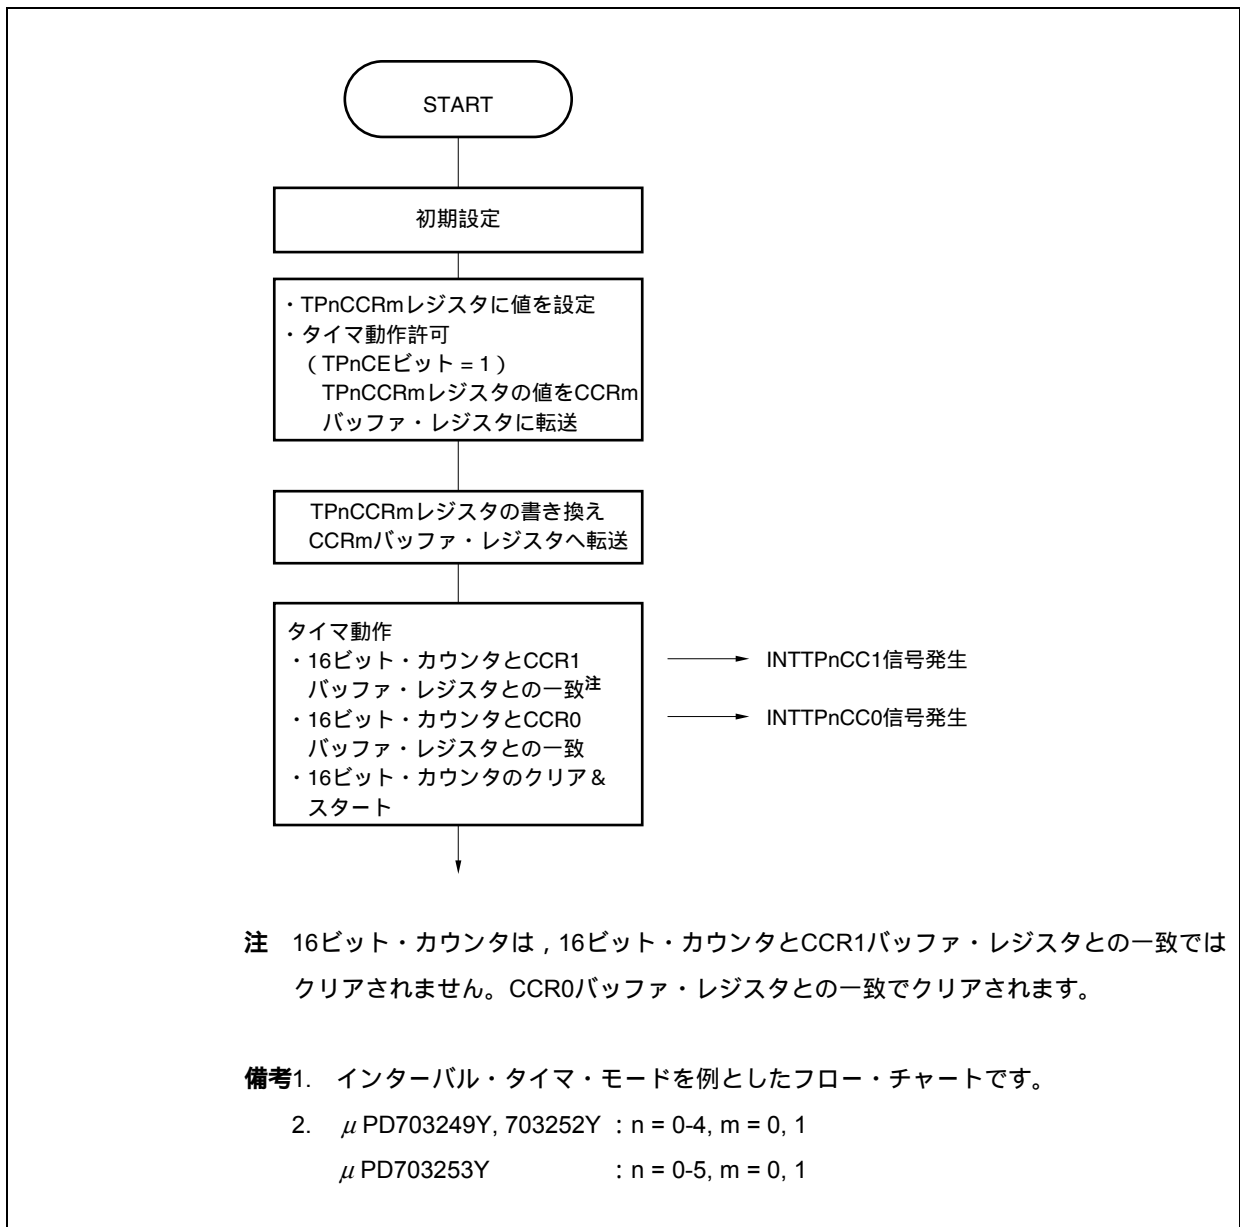 START
初期設定
・TPnCCRmレジスタに値を設定
・タイマ動作許可
（TPnCEビット = 1 ）
TPnCCRmレジスタの値をCCRm
バッファ・レジスタに転送
TPnCCRmレジスタの書き換え
CCRmバッファ・レジスタへ転送
タイマ動作
・16ビット・カウンタとCCR1
バッファ・レジスタとの一致注
・16ビット・カウンタとCCR0
バッファ・レジスタとの一致
・16ビット・カウンタのクリア＆
スタート
INTTPnCC1信号発生
INTTPnCC0信号発生
注 16ビット・カウンタは，16ビット・カウンタとCCR1バッファ・レジスタとの一致では
クリアされません。CCR0バッファ・レジスタとの一致でクリアされます。
備考1. インターバル・タイマ・モードを例としたフロー・チャートです。
2. μ PD703249Y, 703252Y : n = 0-4, m = 0, 1
μ PD703253Y : n = 0-5, m = 0, 1